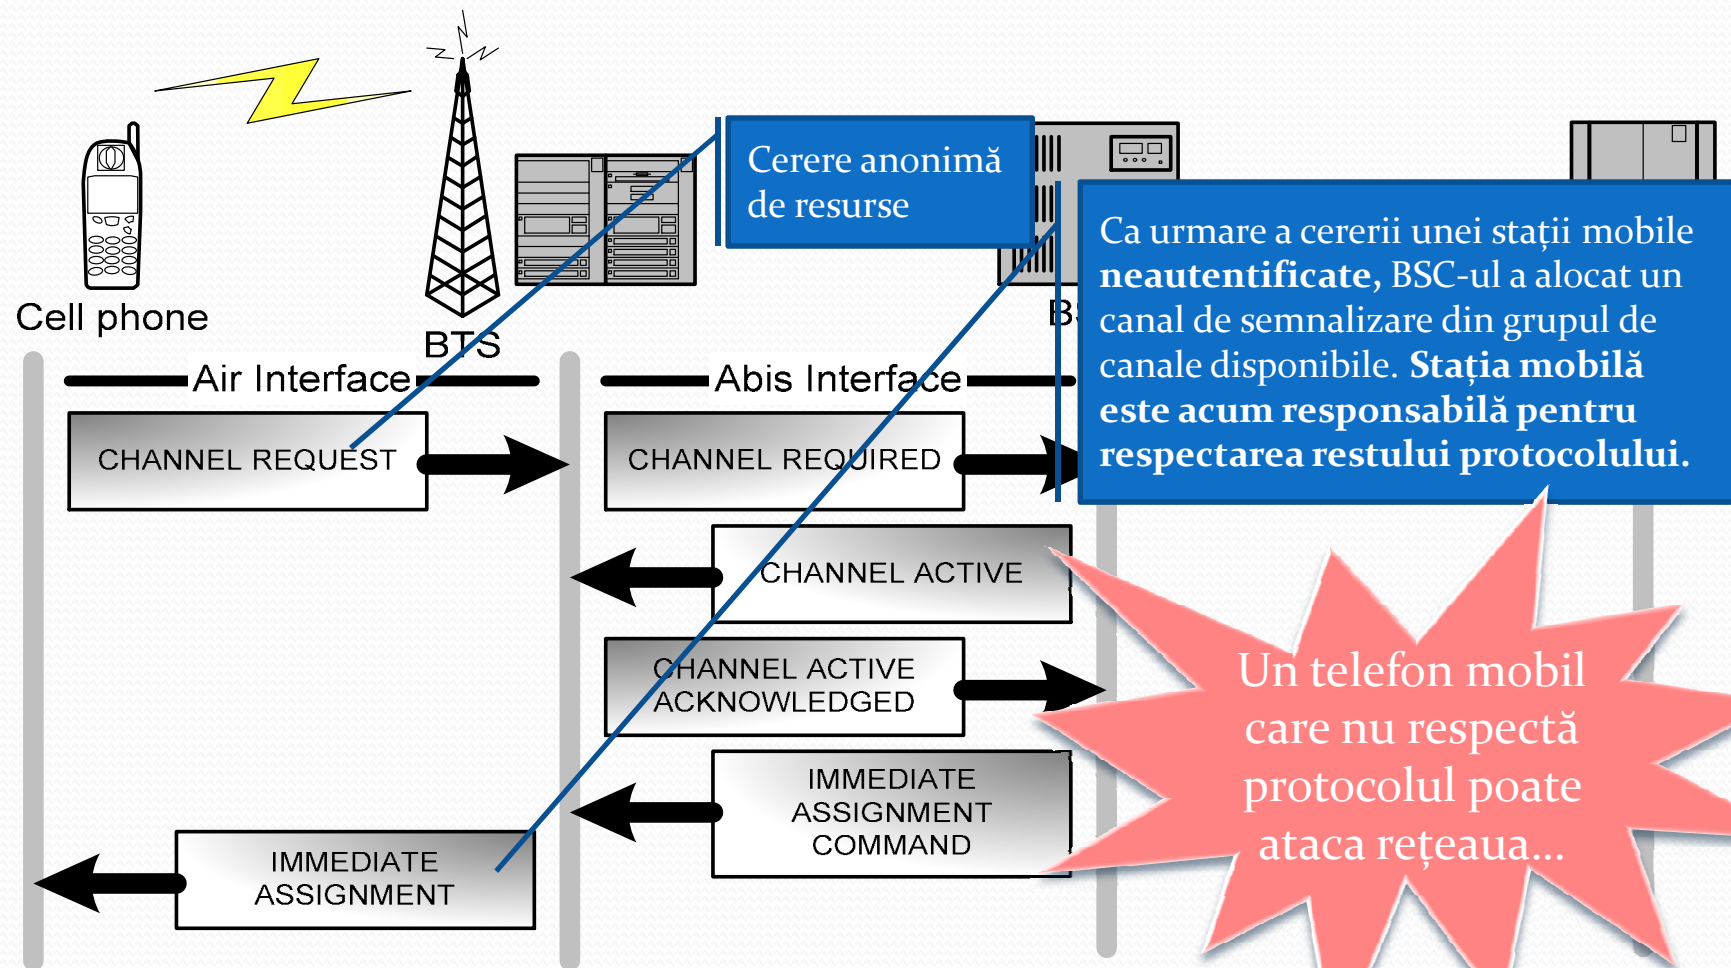 Cerere anonimă
de resurse
Ca urmare a cererii unei stații mobile
neautentificate, BSC-ul a alocat un
canal de semnalizare din grupul de
canale disponibile. Stația mobilă
este acum responsabilă pentru
respectarea restului protocolului.
Cell phone
BTS
Air Interface
Abis Interface
CHANNEL REQUEST
CHANNEL REQUIRED
CHANNEL ACTIVE
CHANNEL ACTIVE
ACKNOWLEDGED
IMMEDIATE
ASSIGNMENT
COMMAND
IMMEDIATE
ASSIGNMENT
Un telefon mobil
care nu respectă
protocolul poate
ataca rețeaua...